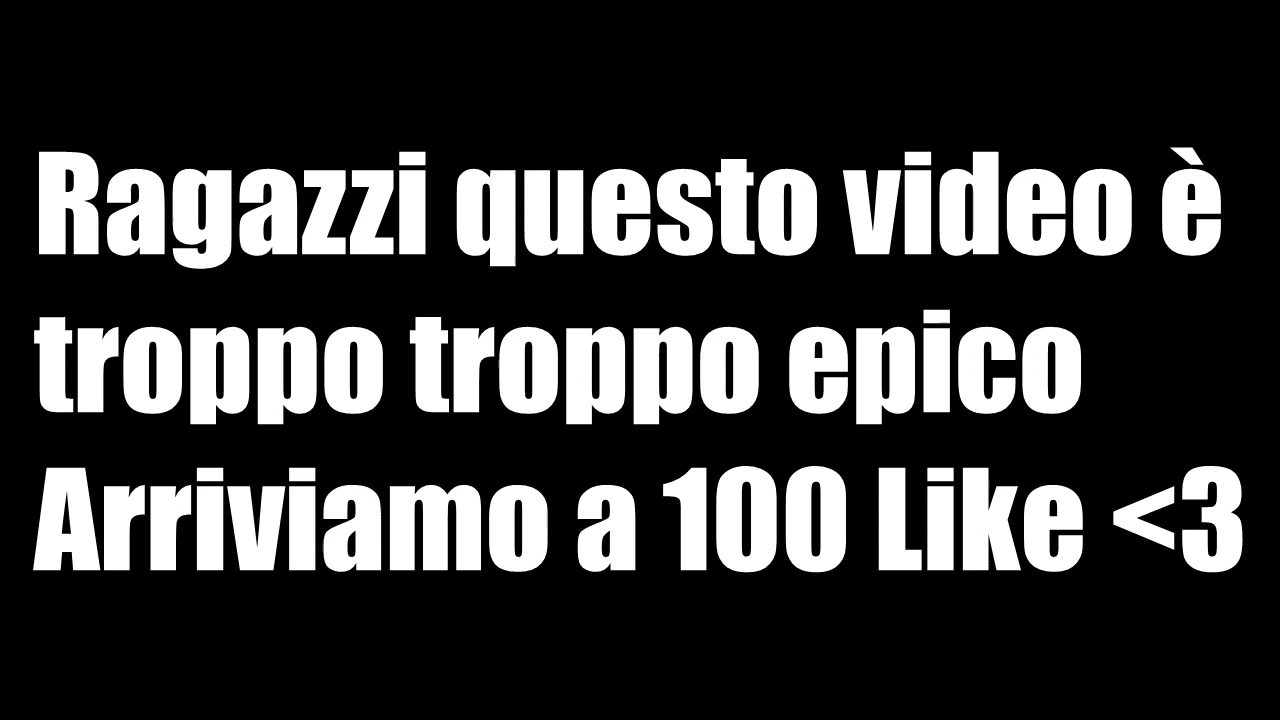 Ragazzi questo video è
troppo troppo epico
Arriviamo a 100 Like <3